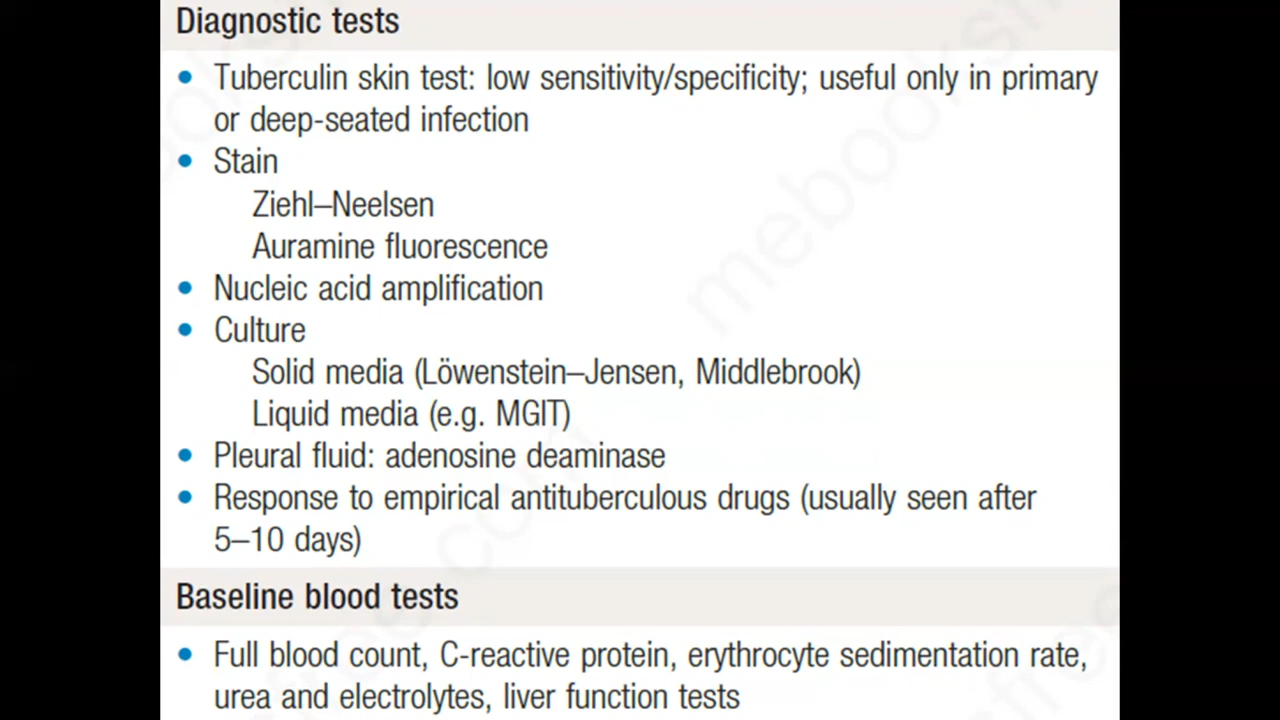 Diagnostic tests
• Tuberculin skin test: low sensitivity/specificity; useful only in primary
or deep-seated infection
• Stain
Ziehl–Neelsen
Auramine fluorescence
• Nucleic acid amplification
• Culture
Solid media (Löwenstein–Jensen, Middlebrook)
Liquid media (e.g. MGIT)
• Pleural fluid: adenosine deaminase
• Response to empirical antituberculous drugs (usually seen after
5–10 days)
Baseline blood tests
• Full blood count, C-reactive protein, erythrocyte sedimentation rate,
urea and electrolytes, liver function tests